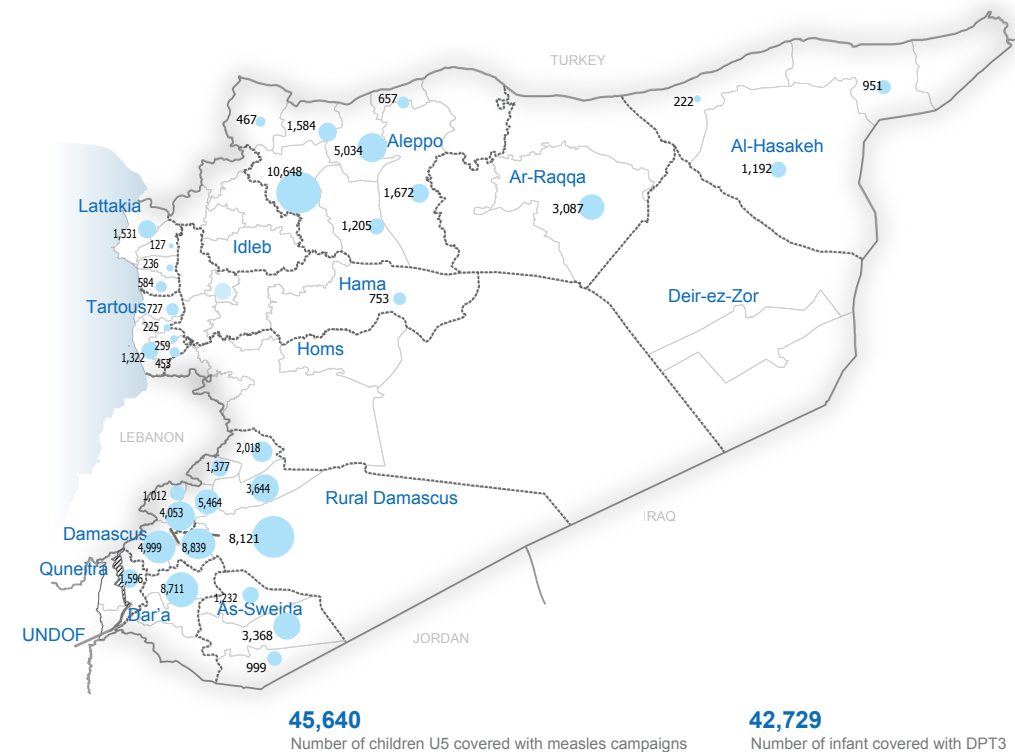 TURKEY
951
222
657
467
1,584
5,034
Aleppo
Al-Hasakeh
1,192
10,648
Ar-Raqqa
1,672
3,087
Lattakia
1,531
1,205
127
Idleb
236
584
Hama
753
Deir-ez-Zor
Tartous
727
225
259
1,322
453
Homs
LEBANON
2,018
1,377
3,644
1,012
5,464
Rural Damascus
4,053
IRAQ
Damascus
8,121
4,999
8,839
Quneitra
1,596
8,711
1,232
As-Sweida
Dar'a
UNDOF
3,368
JORDAN
999
45,640
Number of children U5 covered with measles campaigns
42,729
Number of infant covered with DPT3